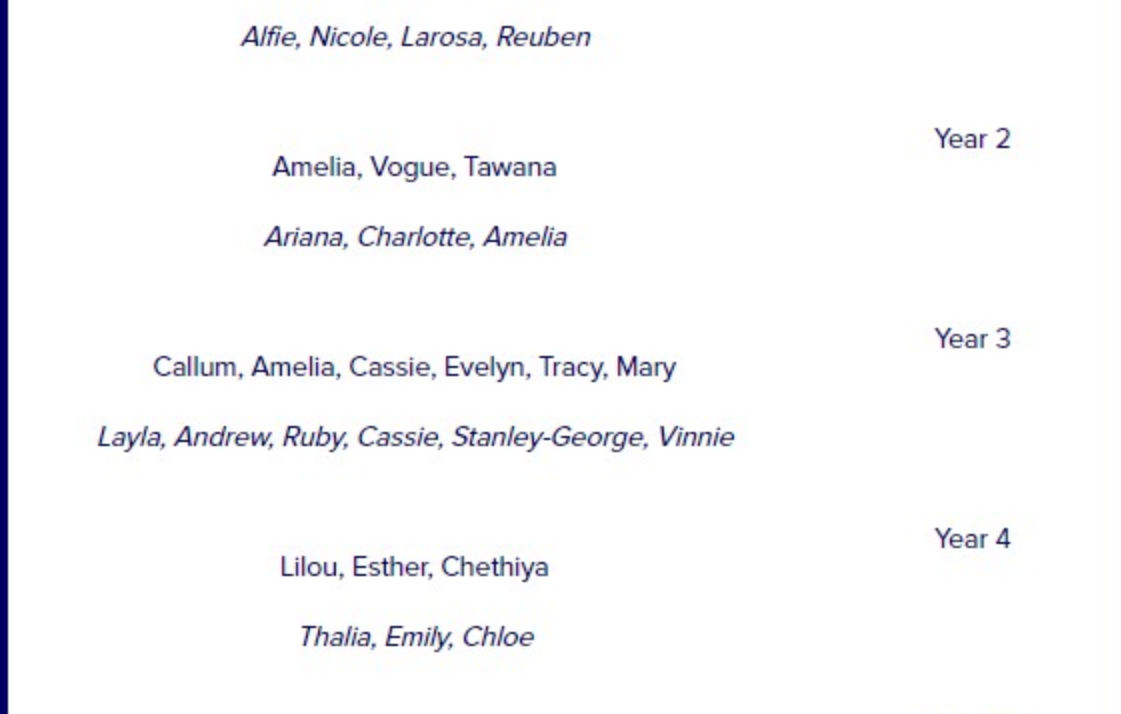 Alfie, Nicole, Larosa, Reuben
Year 2
Amelia, Vogue, Tawana
Ariana, Charlotte, Amelia
Year 3
Callum, Amelia, Cassie, Evelyn, Tracy, Mary
Layla, Andrew, Ruby, Cassie, Stanley-George, Vinnie
Year 4
Lilou, Esther, Chethiya
Thalia, Emily, Chloe